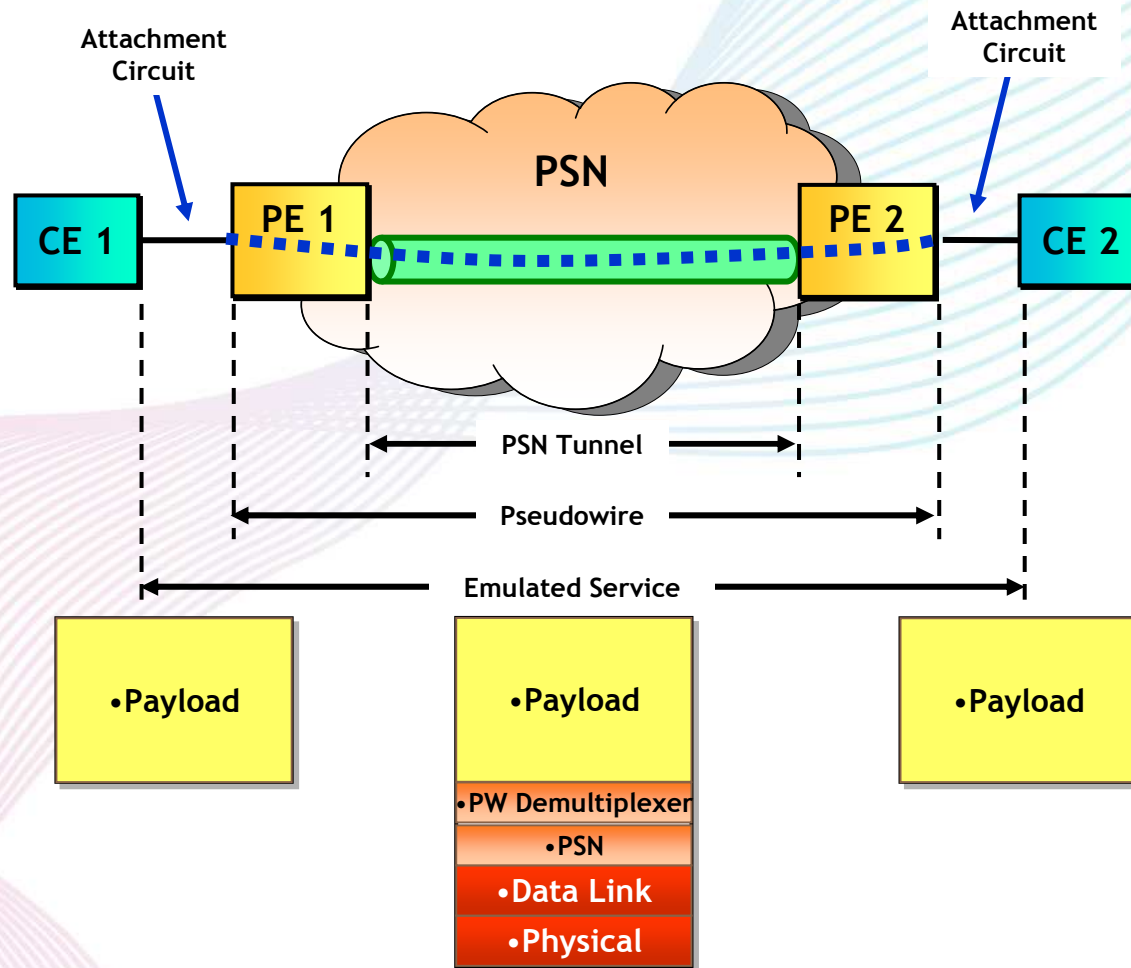 Attachment
Circuit
Attachment
Circuit
PSN
CE 1
PE 1
PE 2
CE 2
PSN Tunnel
Pseudowire
Emulated Service
•Payload
•Payload
•Payload
•PW Demultiplexer
•PSN
•Data Link
•Physical